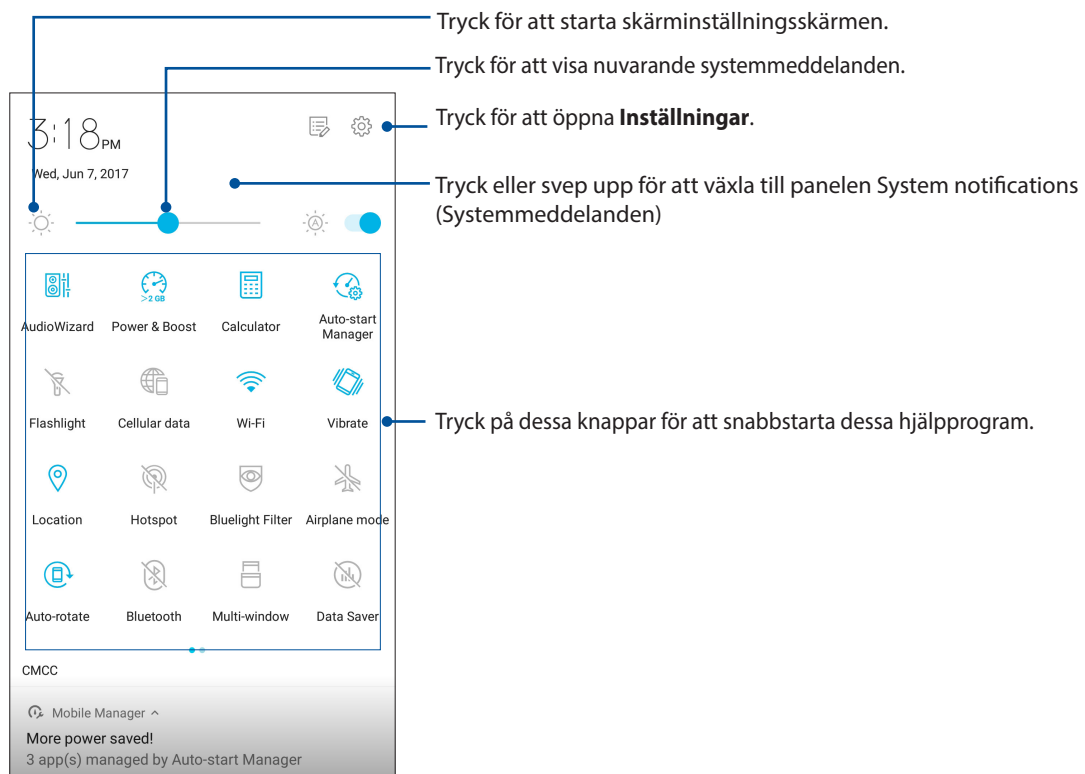 Tryck för att starta skärminställningsskärmen.
Tryck för att visa nuvarande systemmeddelanden.
Tryck för att öppna Inställningar.
Tryck eller svep upp för att växla till panelen System notifications
(Systemmeddelanden)
3:18 PM
Wed, Jun 7, 2017
A
>2 GB
AudioWizard Power & Boost Calculator Auto-start
Manager
Flashlight Cellular data Wi-Fi Vibrate
Tryck på dessa knappar för att snabbstarta dessa hjälpprogram.
Location Hotspot Bluelight Filter Airplane mode
Auto-rotate Bluetooth Multi-window Data Saver
CMCC
Mobile Manager
More power saved!
3 app(s) managed by Auto-start Manager